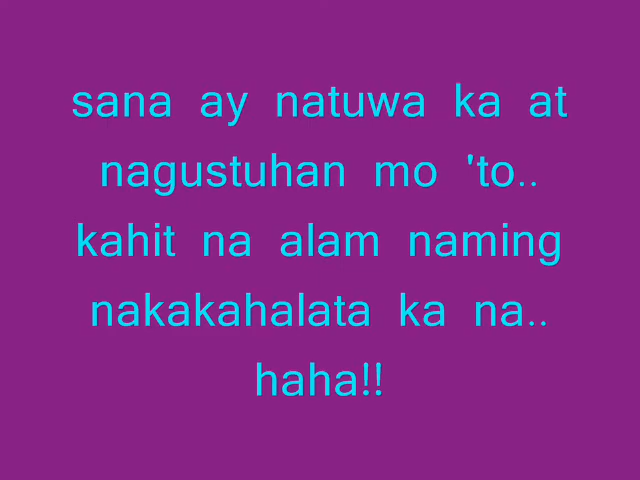 sana ay natuwa ka at
nagustuhan mo 'to..
kahit na alam naming
nakakahalata ka na..
haha!!